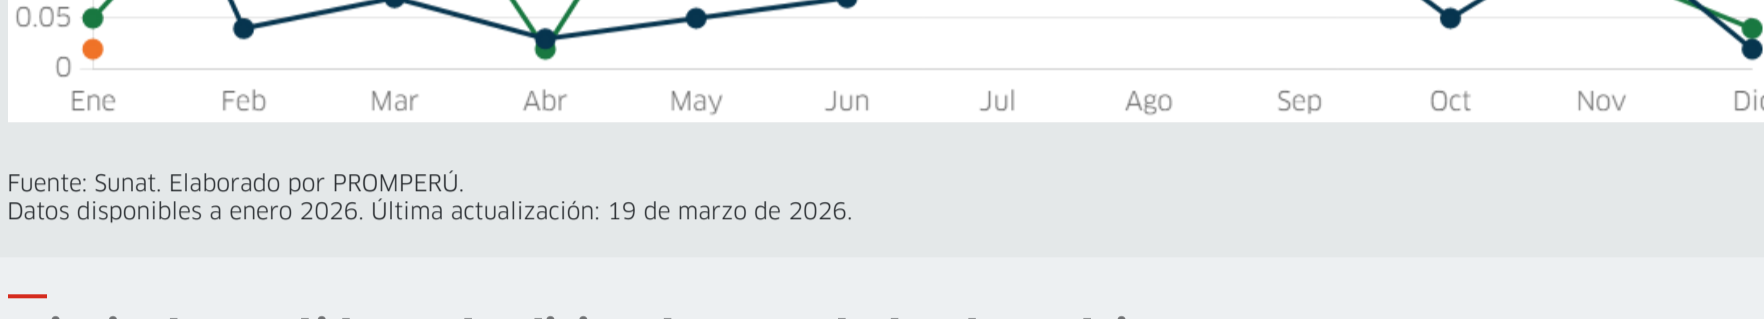 0.05
0
Ene Feb Mar Abr May Jun Jul Ago Sep Oct Nov
Fuente: Sunat. Elaborado por PROMPERÚ.
Datos disponibles a enero 2026. Última actualización: 19 de marzo de 2026.